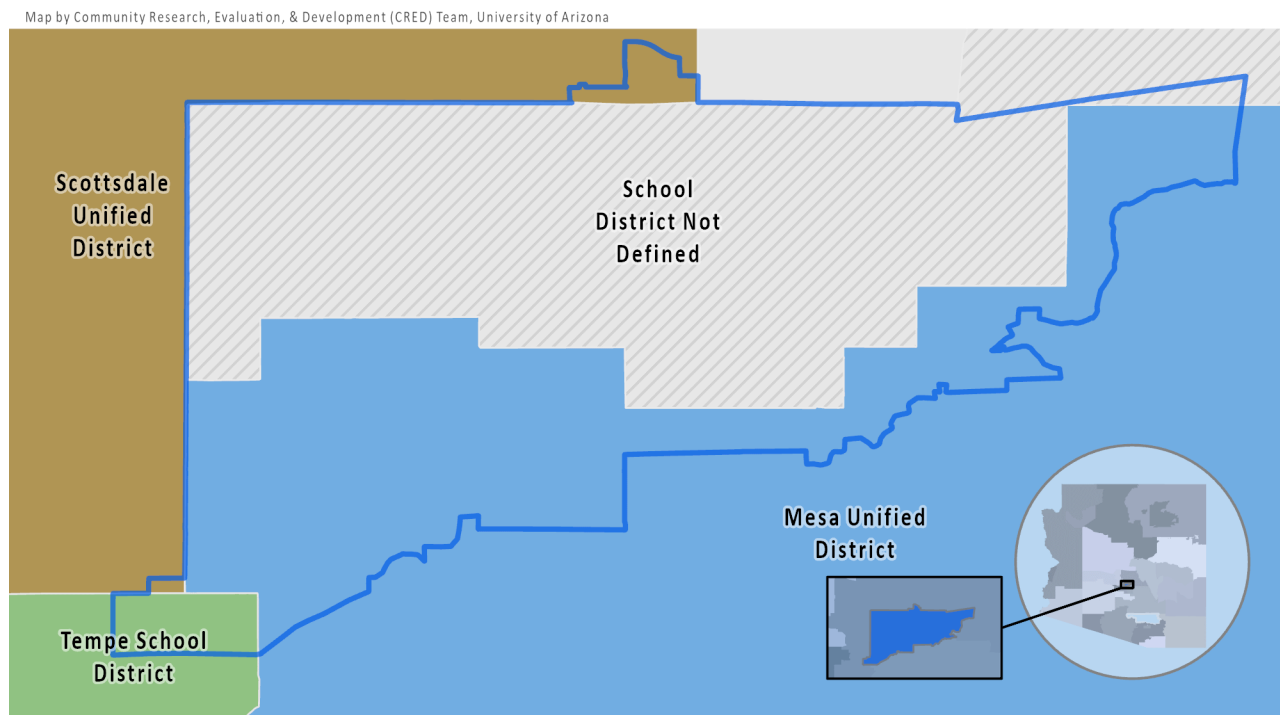 Map by Community Research, Evaluation, & Development (CRED) Team, University of Arizona
Scottsdale
Unified
District
School
District Not
Defined
Mesa Unified
District
Tempe School
District